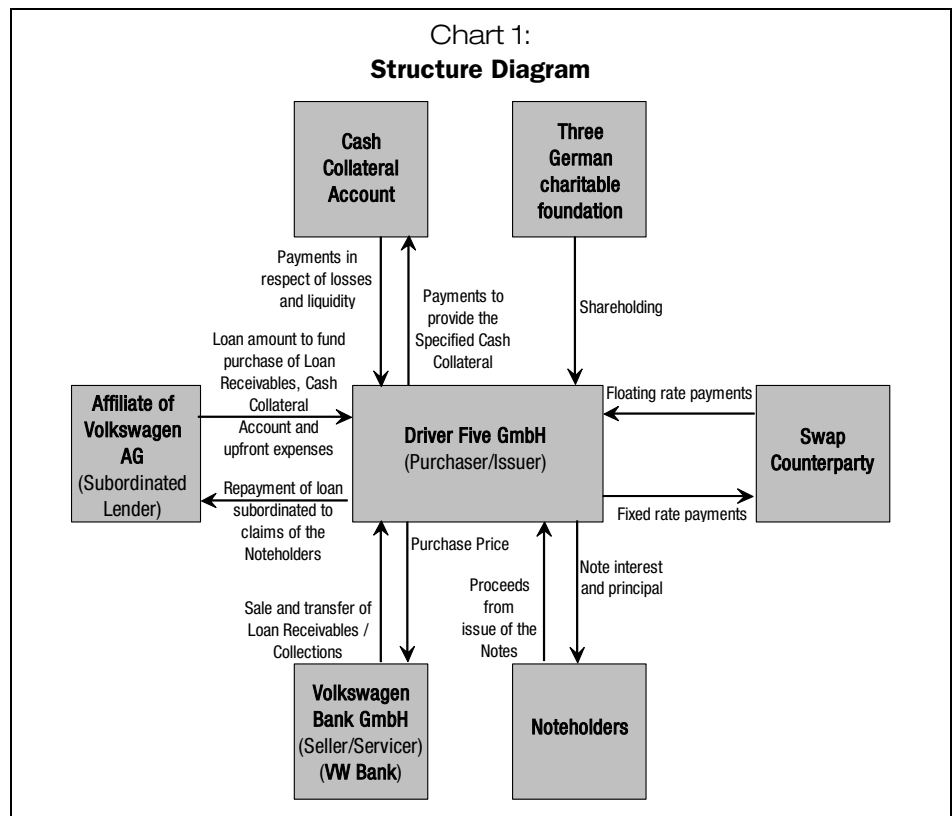 Chart 1:
Structure Diagram
Cash
Collateral
Account
Three
German
charitable
foundation
Payments in
respect of losses
and liquidity
Payments to
provide the
Specified Cash
Collateral
Shareholding
Loan amount to fund
purchase of Loan
Receivables, Cash
Collateral
Account and
upfront expenses
Affiliate of
Volkswagen
AG
(Subordinated
Lender)
Repayment of loan
subordinated to
claims of the
Noteholders
Driver Five GmbH
(Purchaser/Issuer)
Floating rate payments
Swap
Counterparty
Fixed rate payments
Sale and transfer of
Loan Receivables /
Collections
Purchase Price
Proceeds
from
issue of the
Notes
Note interest
and principal
Volkswagen
Bank GmbH
(Seller/Servicer)
(VW Bank)
Noteholders